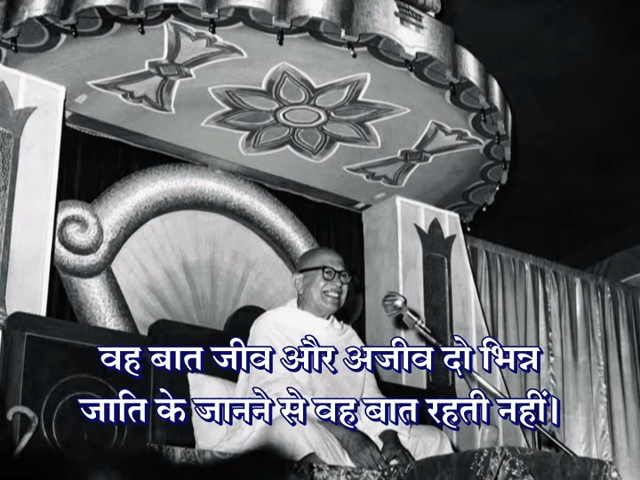 वह बात जीव और अजीव दो भिन्न
जाति के जानने से वह बात रहती नहीं।